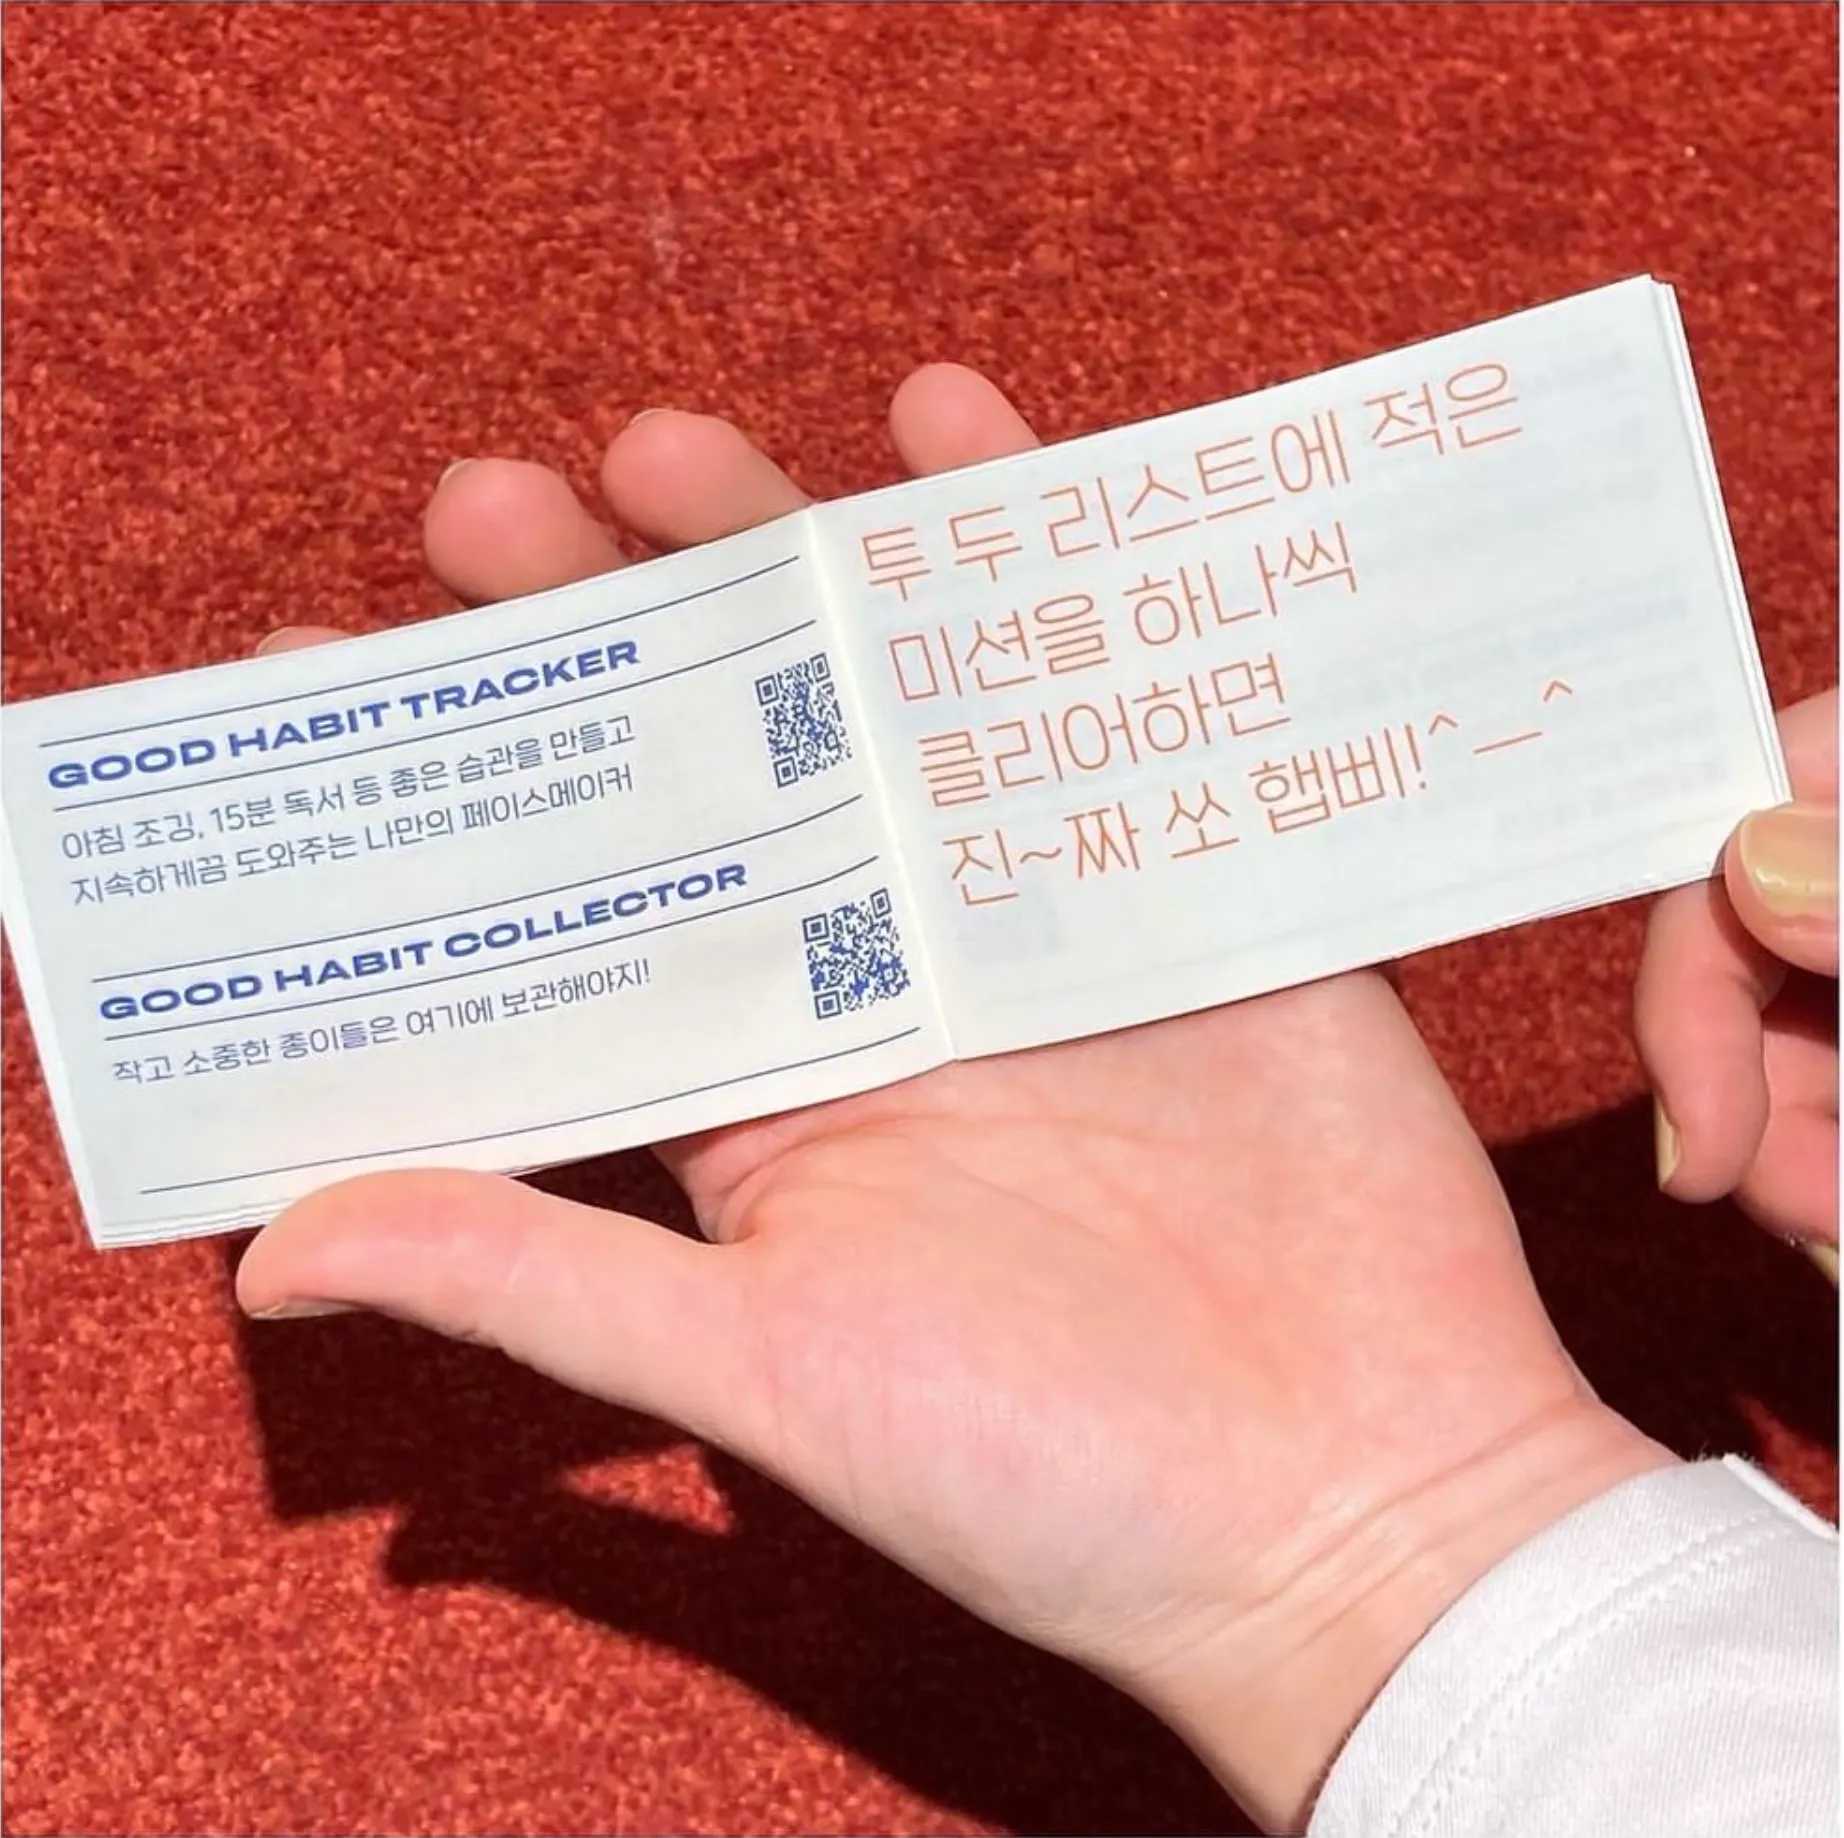 GOOD HABIT TRACKER
아침 조깅, 15분 독서 등 좋은 습관을 만들고
지속하게끔 도와주는 나만의 페이스메이커
GOOD HABIT COLLECTOR
작고 소중한 종이들은 여기에 보관해야지!
투 두 리스트에 적은
미션을 하나씩
클리어하면
진~짜 쏘 햅삐!^__^